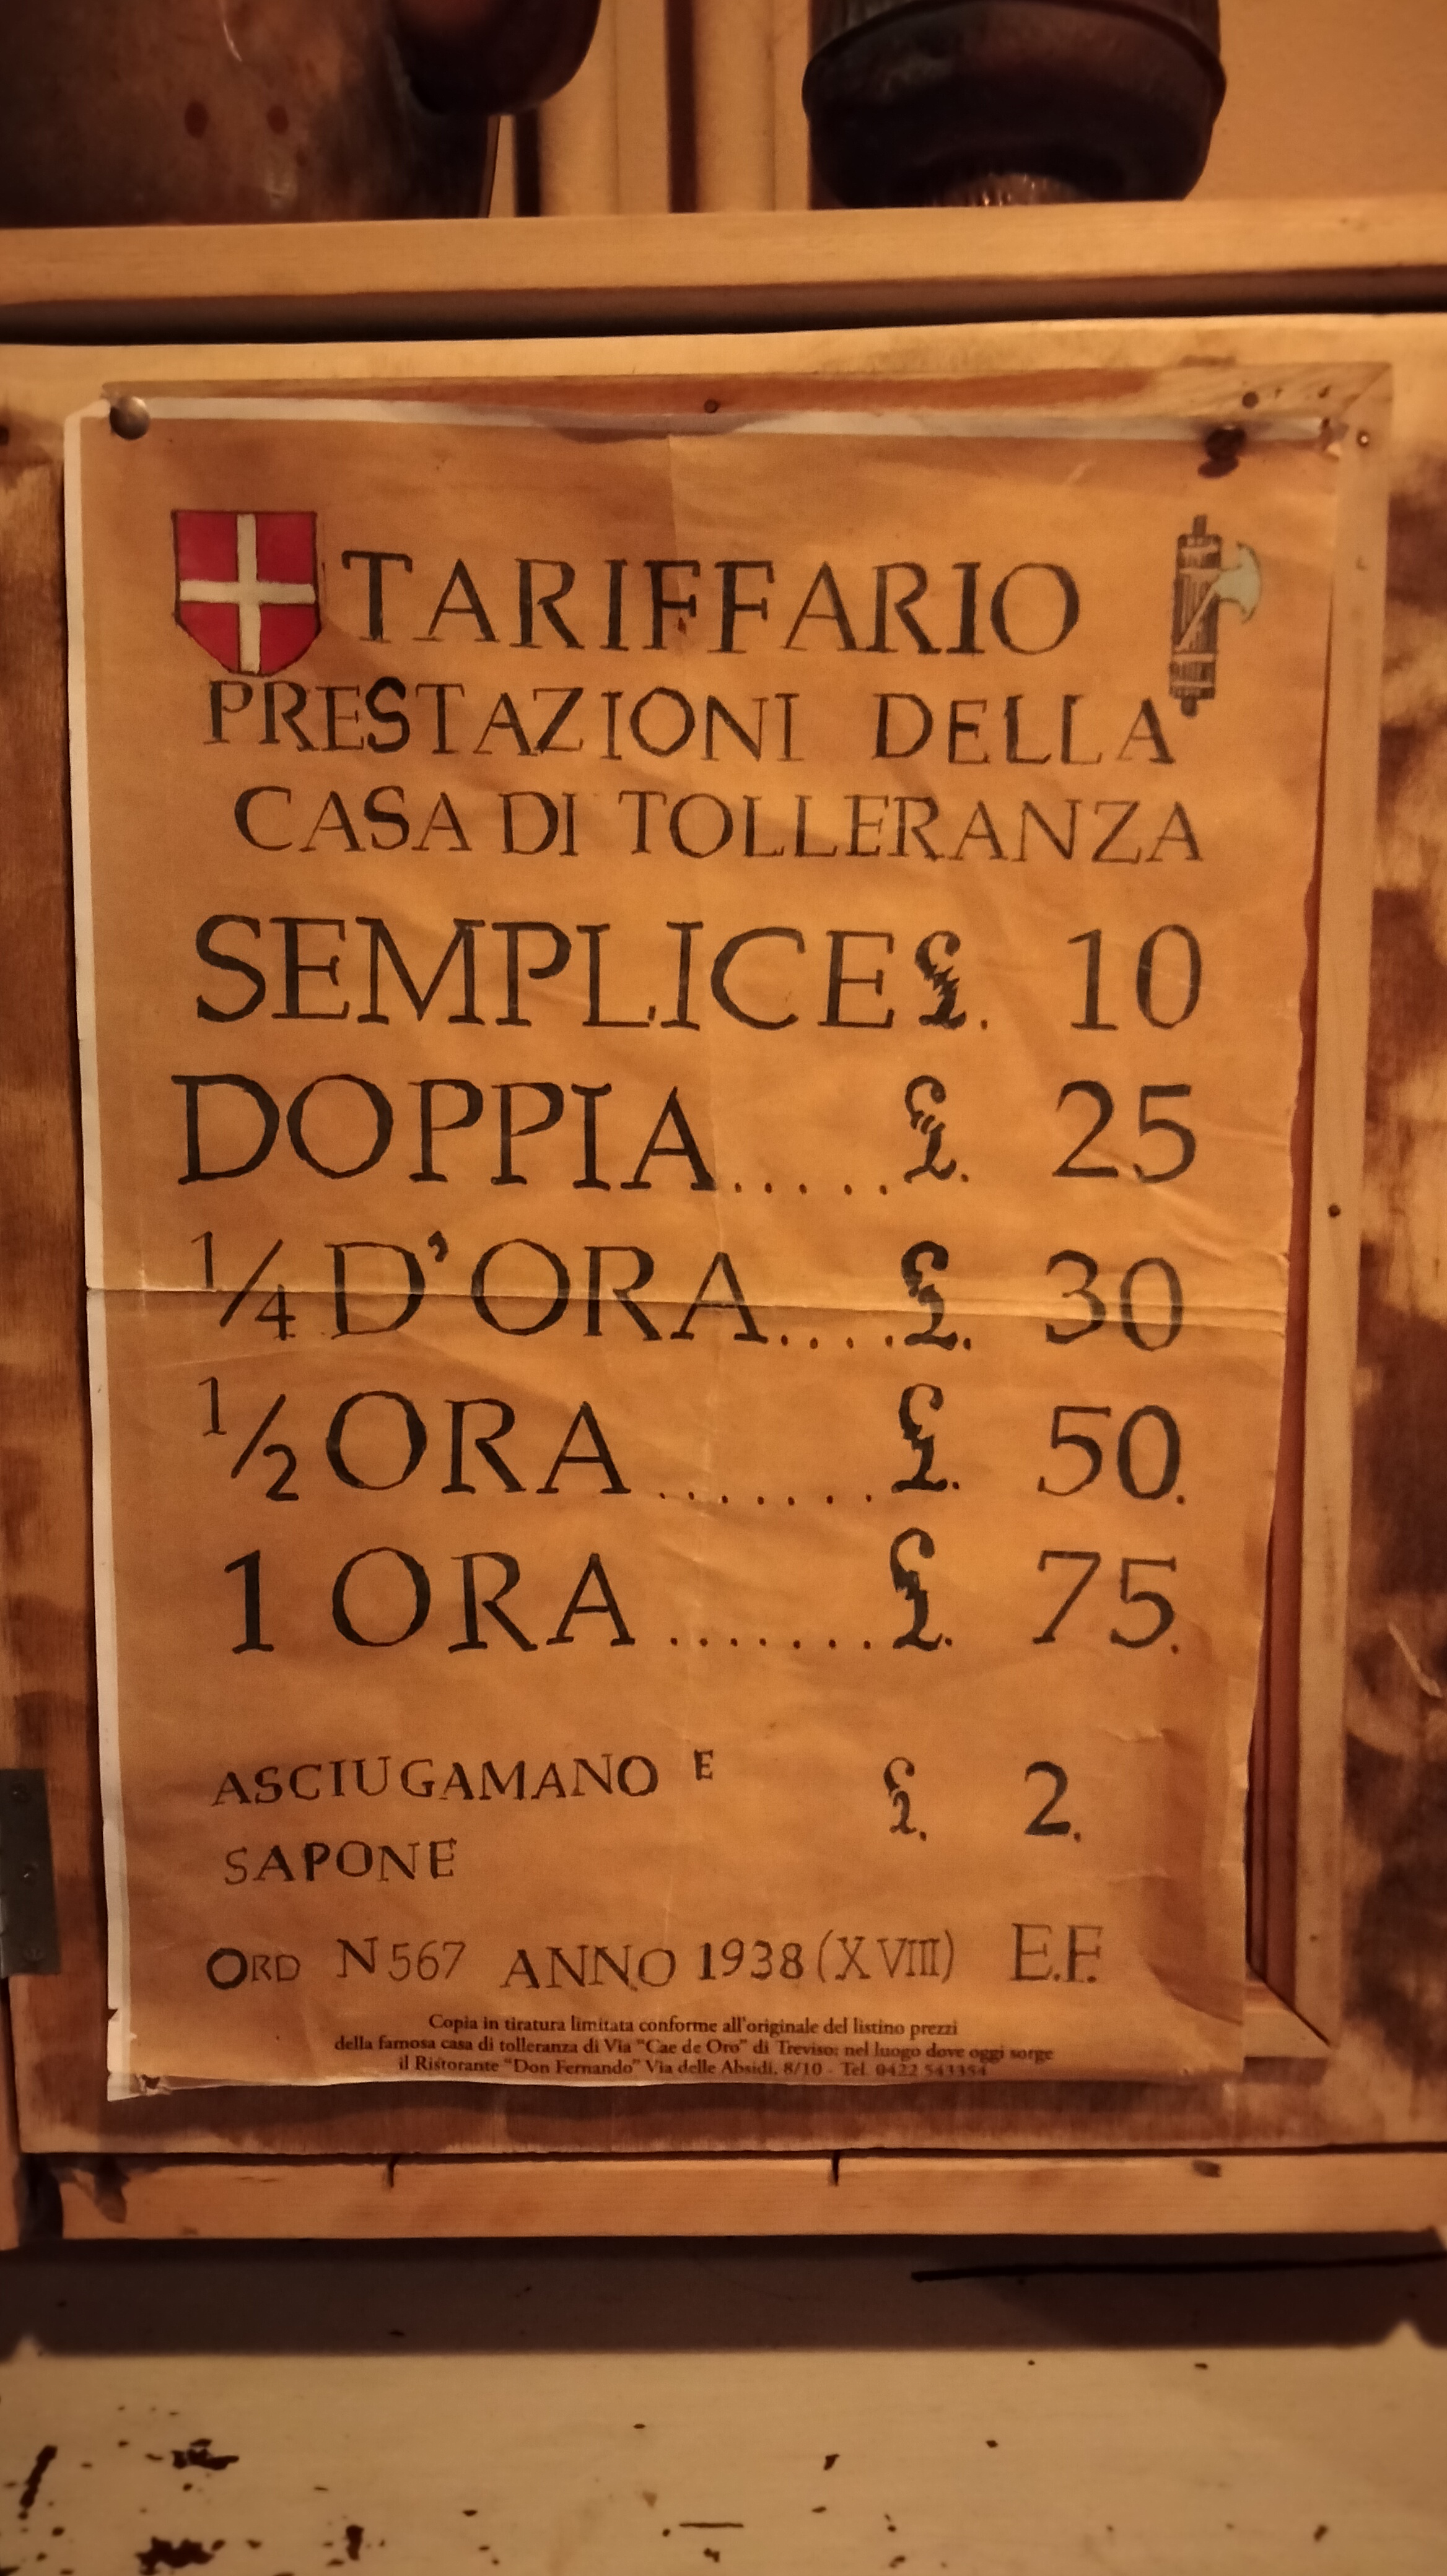 TARIFFARIO
PRESTAZIONI DELLA
CASA DI TOLLERANZA
SEMPLICE £. 10
DOPPIA.....£. 25
1/4 D'ORA....£. 30
1/2 ORA.......£. 50.
1 ORA.......£. 75.
ASCIUGAMANO E £. 2.
SAPONE
ORD N567 ANNO 1938 (XVIII) E.F.
Copia in tiratura limitata conforme all'originale del listino prezzi
della famosa casa di tolleranza di Via "Cae de Oro" di Treviso; nel luogo dove oggi sorge
il Ristorante "Don Fernando" Via delle Absidi, 8/10 - Tel. 0422 543354